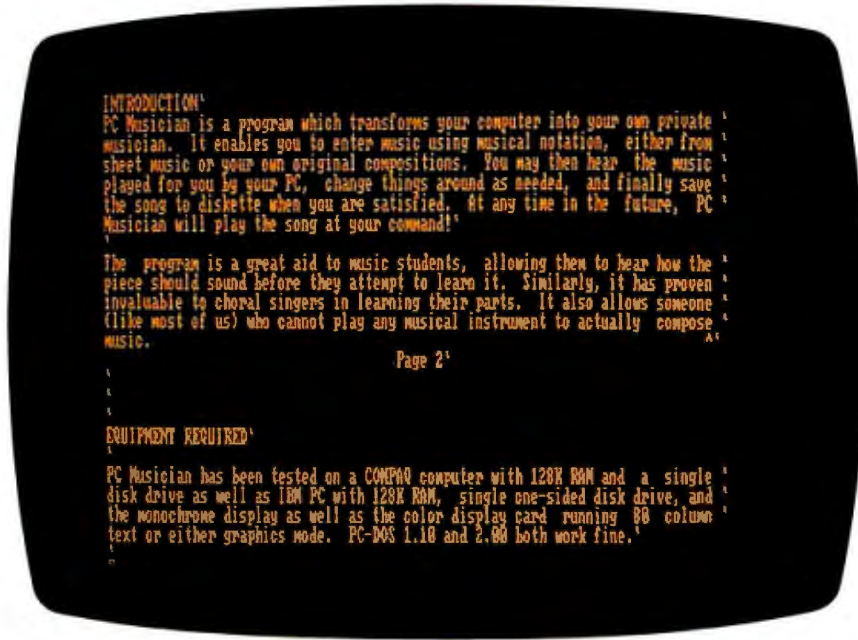 INTRODUCTION
PC Musician is a program which transforms your computer into your own private
musician. It enables you to enter music using musical notation, either from
sheet music or your own original compositions. You may then hear the music
played for you by your PC, change things around as needed, and finally save
the song to diskette when you are satisfied. At any time in the future, PC
Musician will play the song at your command!
The program is a great aid to music students, allowing them to hear how the
piece should sound before they attempt to learn it. Similarly, it has proven
invaluable to choral singers in learning their parts. It also allows someone
(like most of us) who cannot play any musical instrument to actually compose
music.
Page 2
EQUIPMENT REQUIRED
PC Musician has been tested on a COMPAQ computer with 128K RAM and a single
disk drive as well as IBM PC with 128K RAM, single one-sided disk drive, and
the monochrome display as well as the color display card running 80 column
text or either graphics mode. PC-DOS 1.10 and 2.00 both work fine.